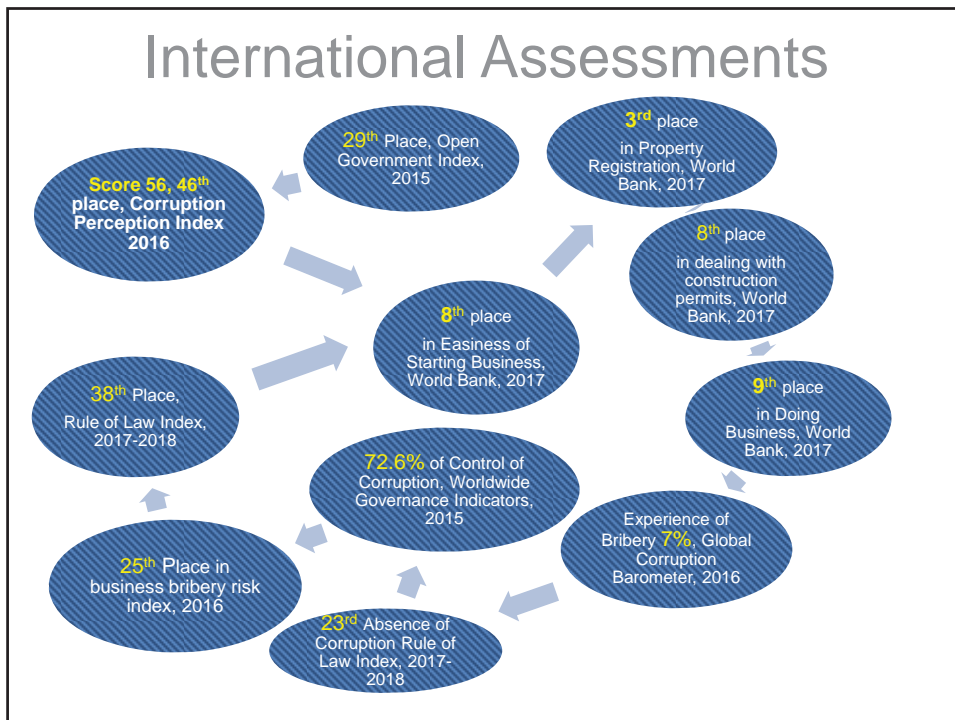 International Assessments
29th Place, Open
Government Index,
2015
3rd place
in Property
Registration, World
Bank, 2017
Score 56, 46th
place, Corruption
Perception Index
2016
8th place
in dealing with
construction
permits, World
Bank, 2017
8th place
in Easiness of
Starting Business,
World Bank, 2017
38th Place,
Rule of Law Index,
2017-2018
9th place
in Doing
Business, World
Bank, 2017
72.6% of Control of
Corruption, Worldwide
Governance Indicators,
2015
Experience of
Bribery 7%, Global
Corruption
Barometer, 2016
25th Place in
business bribery risk
index, 2016
23rd Absence of
Corruption Rule of
Law Index, 2017-
2018